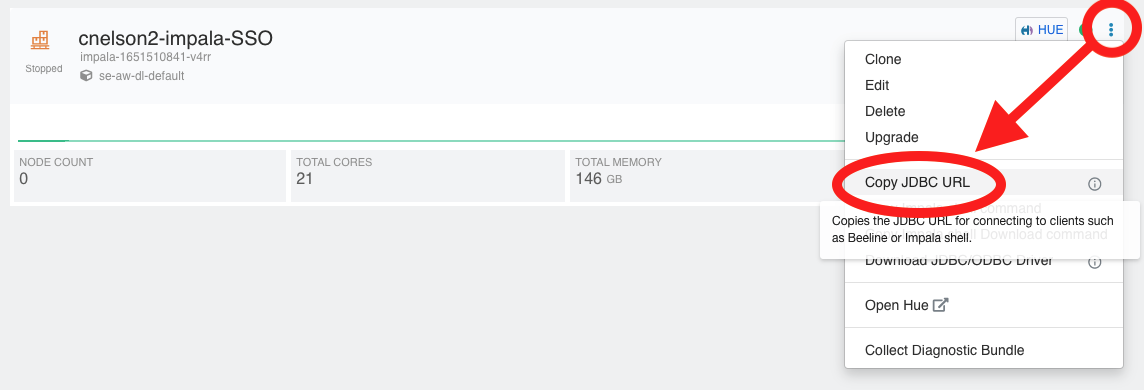 cnelson2-impala-SSO
impala-1651510841-v4rr
se-aw-dl-default
Stopped
HUE
NODE COUNT
0
TOTAL CORES
21
TOTAL MEMORY
146 GB
Clone
Edit
Delete
Upgrade
Copy JDBC URL
command
Copies the JDBC URL for connecting to clients such
as Beeline or Impala shell.
Download command
Download JDBC/ODBC Driver
Open Hue
Collect Diagnostic Bundle